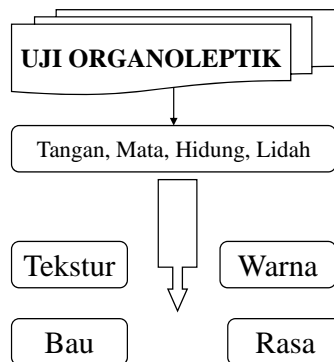 UJI ORGANOLEPTIK
Tangan, Mata, Hidung, Lidah
Tekstur
Warna
Bau
Rasa